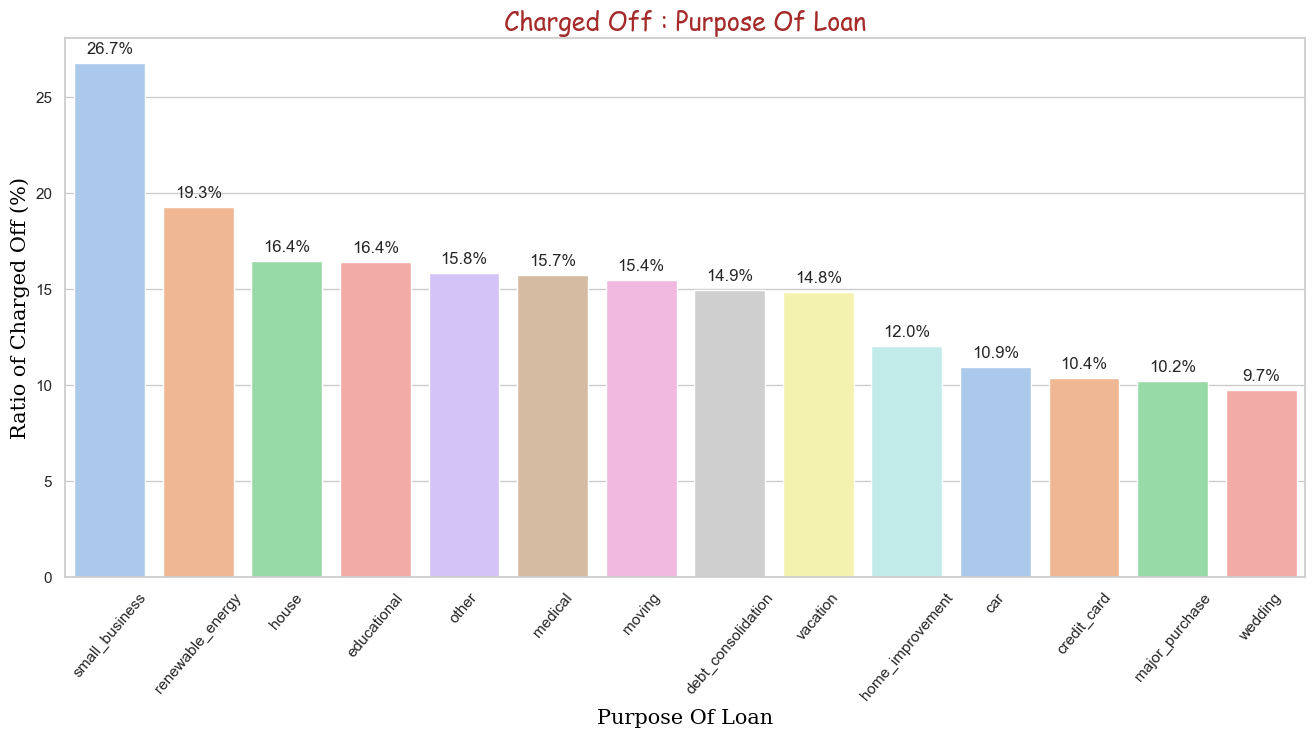 Charged Off : Purpose Of Loan
26.7%
19.3%
16.4%
16.4%
15.8%
15.7%
15.4%
14.9%
14.8%
12.0%
10.9%
10.4%
10.2%
9.7%
Ratio of Charged Off (%)
25
20
15
10
5
0
small_business
renewable_energy
house
educational
other
medical
moving
debt_consolidation
vacation
home_improvement
car
credit_card
major_purchase
wedding
Purpose Of Loan